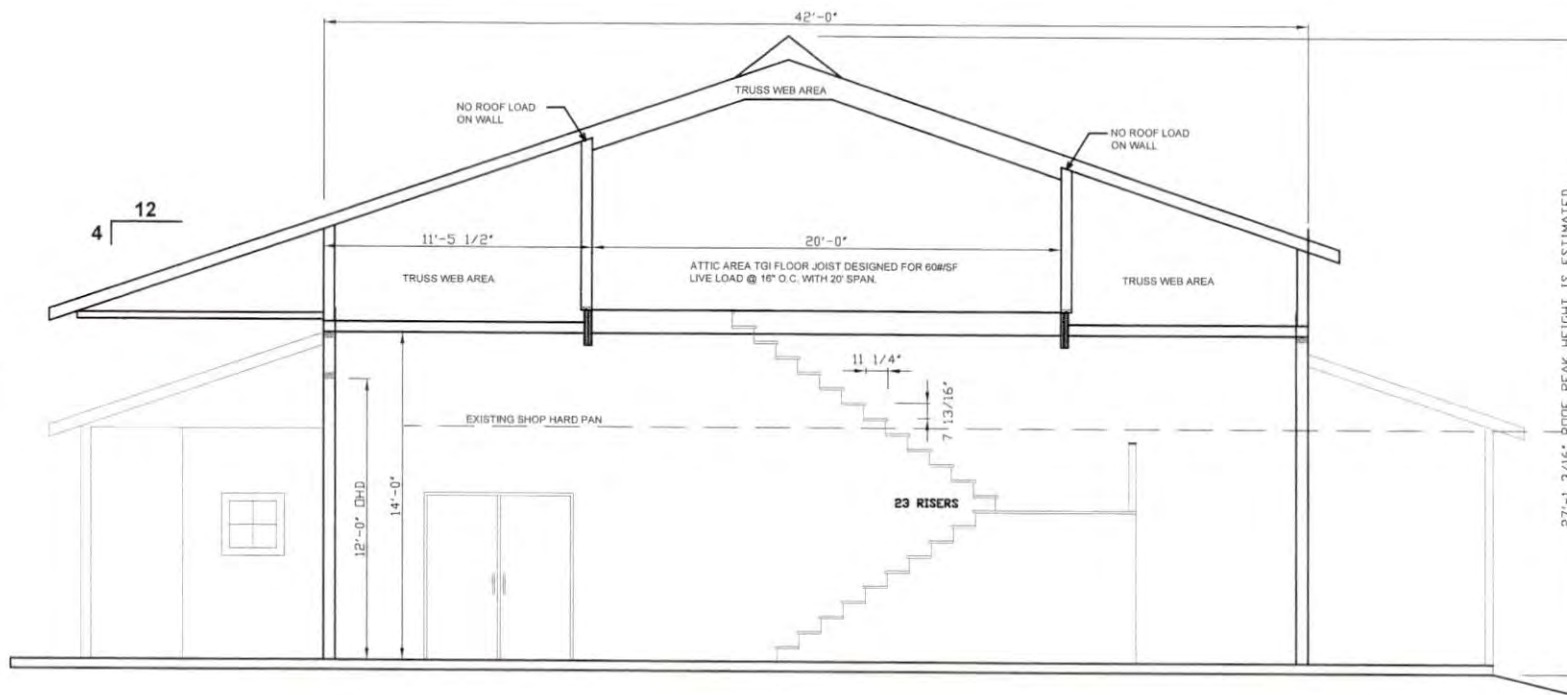 42'-0"
TRUSS WEB AREA
NO ROOF LOAD
ON WALL
NO ROOF LOAD
ON WALL
12
4
11'-5 1/2"
20'-0"
TRUSS WEB AREA
ATTIC AREA TGI FLOOR JOIST DESIGNED FOR 60#/SF
LIVE LOAD @ 16" O.C. WITH 20' SPAN.
TRUSS WEB AREA
11 1/4"
7 13/16"
EXISTING SHOP HARD PAN
12'-0" OHD
14'-0"
23 RISERS
ROOF PEAK HEIGHT IS ESTIMATED